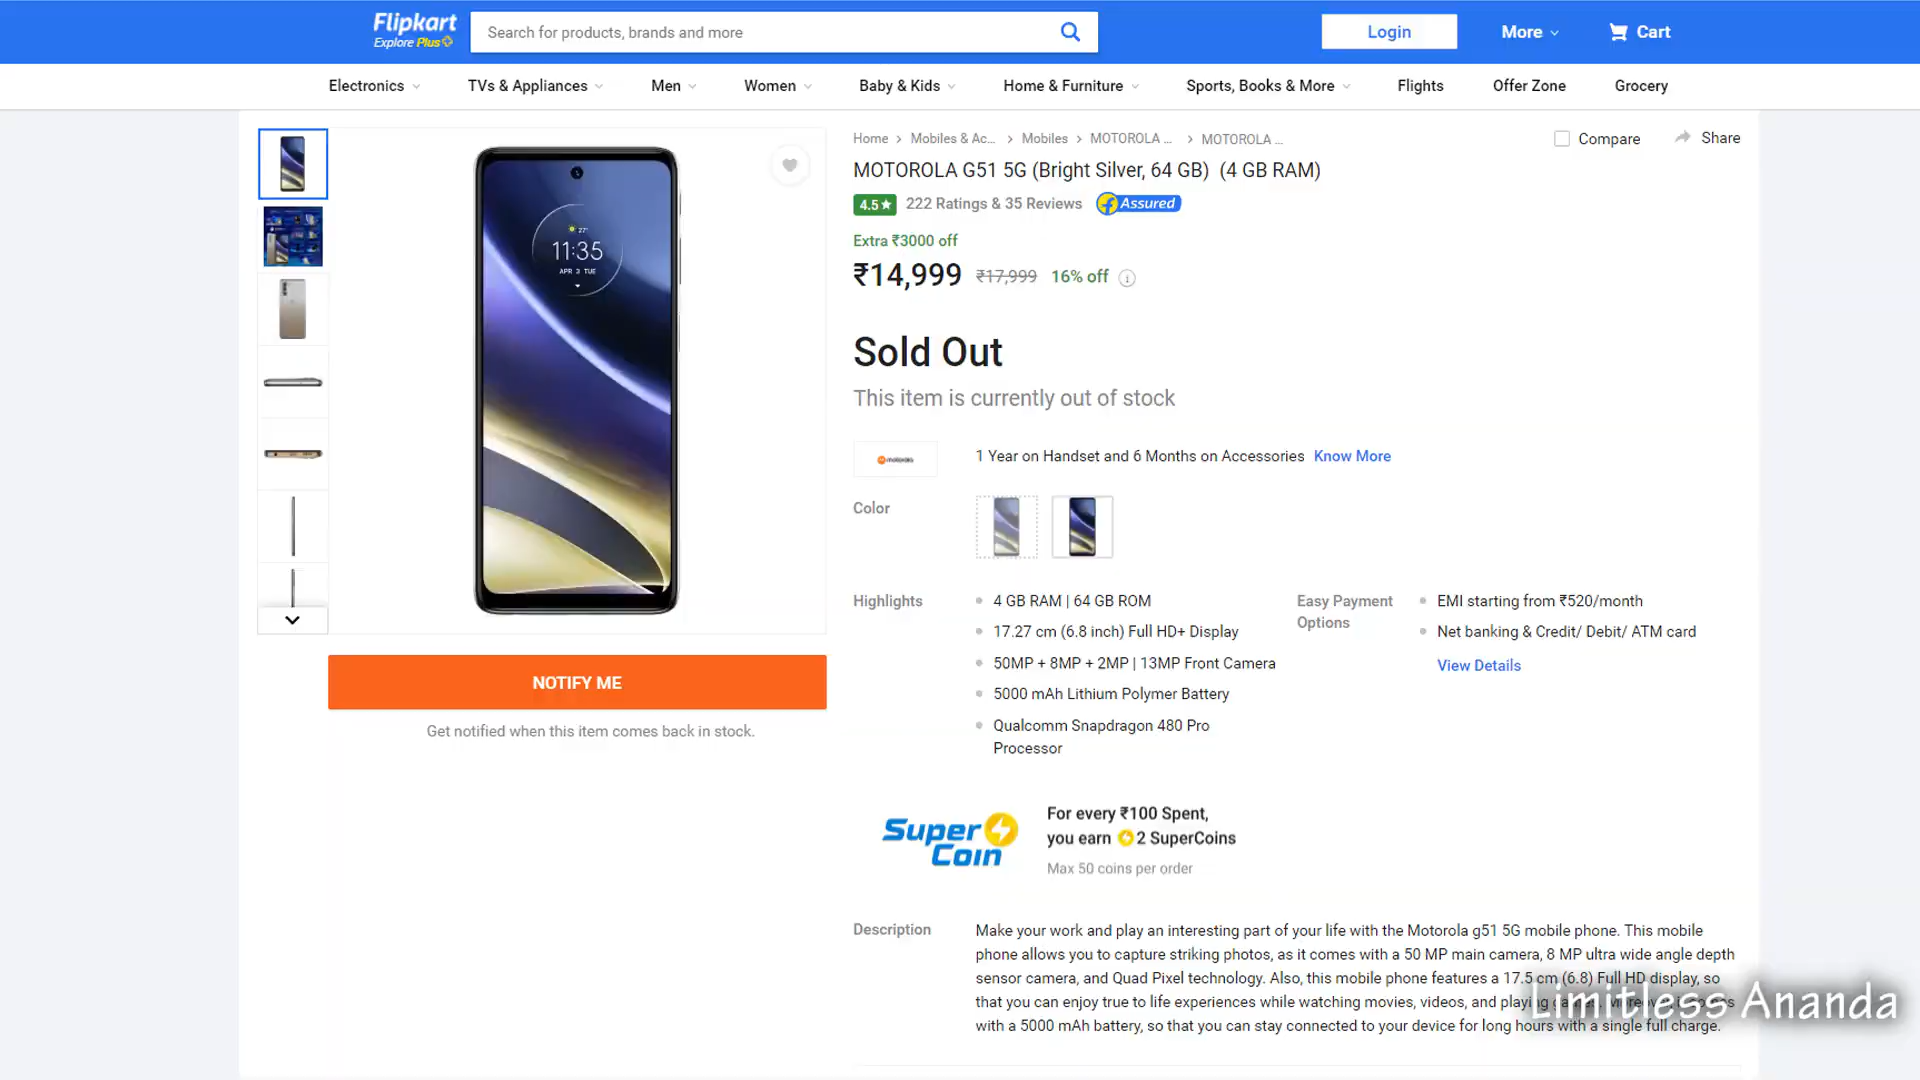 Flipkart
Explore Plus
Search for products, brands and more
Login
More
Cart
Electronics
TVs & Appliances
Men
Women
Baby & Kids
Home & Furniture
Sports, Books & More
Flights
Offer Zone
Grocery
Home
Mobiles & Ac...
Mobiles
MOTOROLA ...
MOTOROLA ...
Compare
Share
MOTOROLA G51 5G (Bright Silver, 64 GB) (4 GB RAM)
4.5★ 222 Ratings & 35 Reviews
Assured
Extra ₹3000 off
₹14,999 ₹17,999 16% off
27°
11:35
APR 3 TUE
Sold Out
This item is currently out of stock
motorola
1 Year on Handset and 6 Months on Accessories Know More
Color
Highlights
4 GB RAM | 64 GB ROM
17.27 cm (6.8 inch) Full HD+ Display
50MP + 8MP + 2MP | 13MP Front Camera
5000 mAh Lithium Polymer Battery
Qualcomm Snapdragon 480 Pro
Processor
Easy Payment
Options
EMI starting from ₹520/month
Net banking & Credit/ Debit/ ATM card
View Details
NOTIFY ME
Get notified when this item comes back in stock.
Super
Coin
For every ₹100 Spent,
you earn 2 SuperCoins
Max 50 coins per order
Description
Make your work and play an interesting part of your life with the Motorola g51 5G mobile phone. This mobile
phone allows you to capture striking photos, as it comes with a 50 MP main camera, 8 MP ultra wide angle depth
sensor camera, and Quad Pixel technology. Also, this mobile phone features a 17.5 cm (6.8) Full HD display, so
that you can enjoy true to life experiences while watching movies, videos, and playing
with a 5000 mAh battery, so that you can stay connected to your device for long hours with a single full charge.
Limitless Ananda